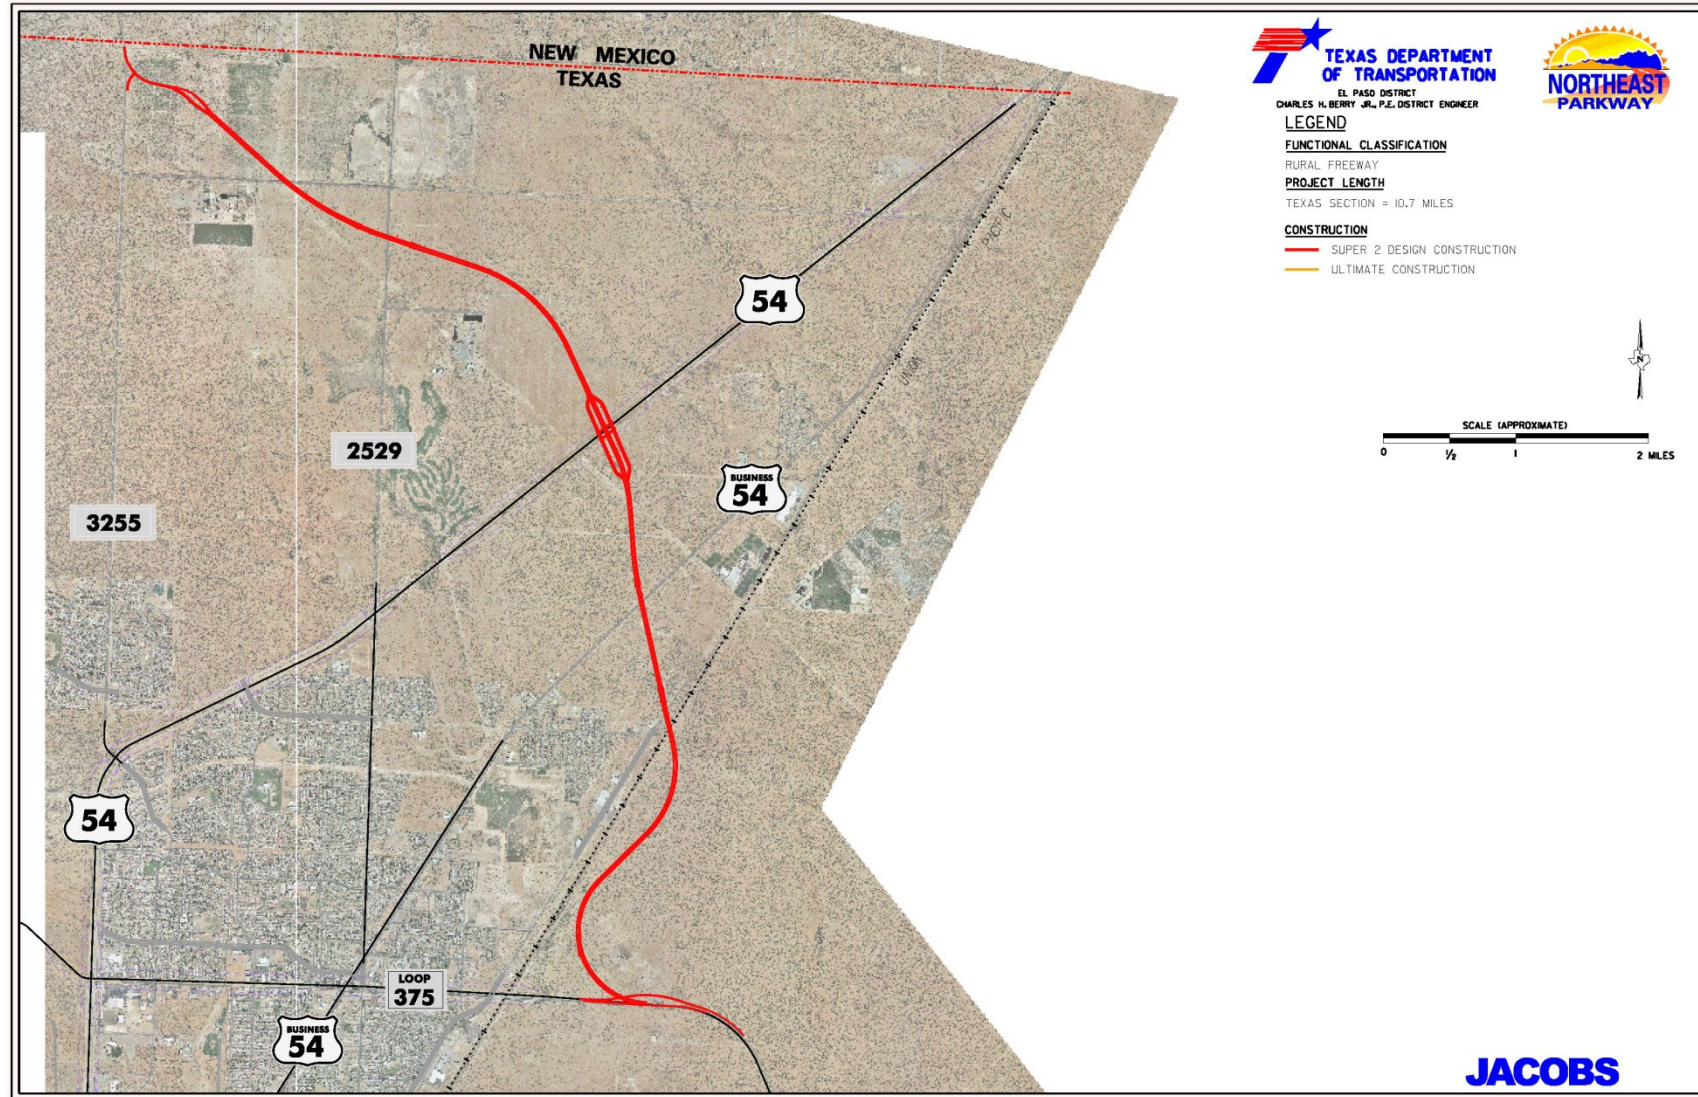 NEW MEXICO
TEXAS
TEXAS DEPARTMENT
OF TRANSPORTATION
EL PASO DISTRICT
CHARLES H. BERRY JR., P.E. DISTRICT ENGINEER
NORTHEAST
PARKWAY
LEGEND
FUNCTIONAL CLASSIFICATION
RURAL FREEWAY
PROJECT LENGTH
TEXAS SECTION = 10.7 MILES
CONSTRUCTION
SUPER 2 DESIGN CONSTRUCTION
ULTIMATE CONSTRUCTION
N
SCALE (APPROXIMATE)
0 1/2 1 2 MILES
PACIFIC
UNION
54
2529
BUSINESS
54
3255
54
LOOP
375
BUSINESS
54
JACOBS